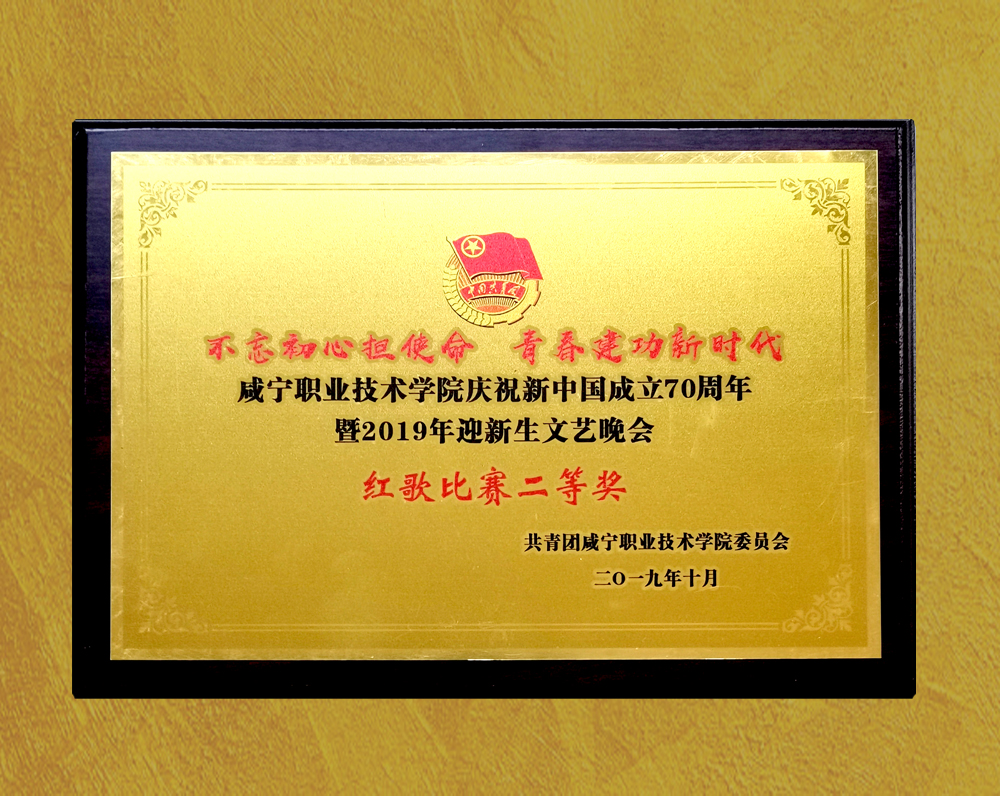 中国共青团
不忘初心担使命 青春建功新时代
咸宁职业技术学院庆祝新中国成立70周年
暨2019年迎新生文艺晚会
红歌比赛二等奖
共青团咸宁职业技术学院委员会
二〇一九年十月